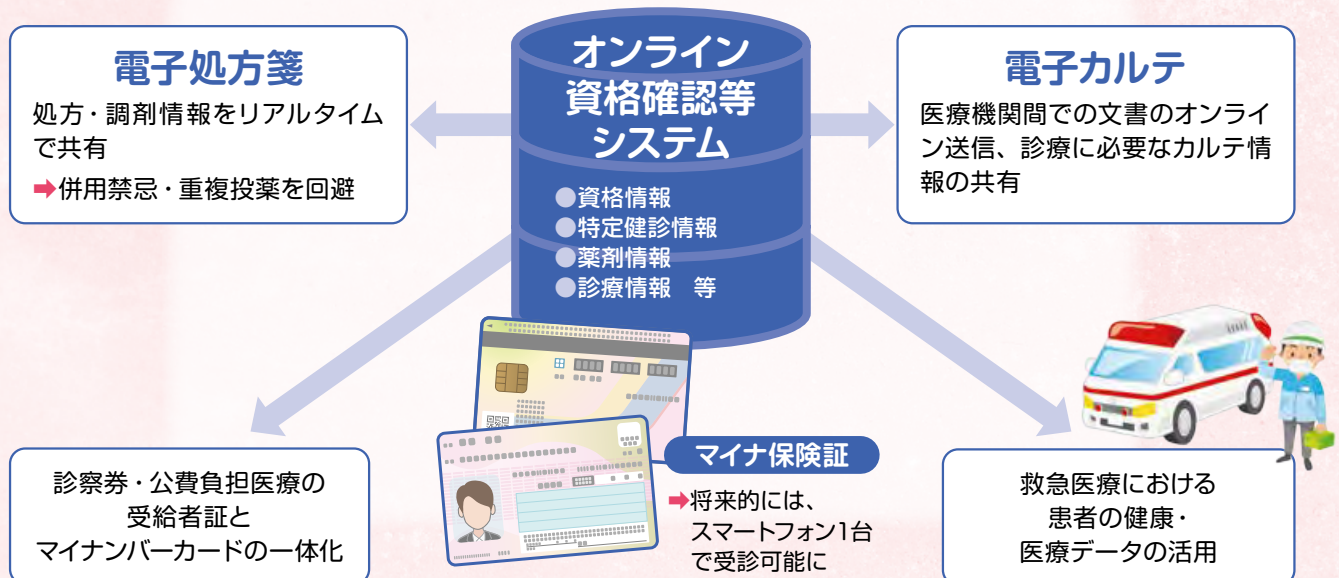 電子処方箋
処方・調剤情報をリアルタイム
で共有
➡併用禁忌・重複投薬を回避
オンライン
資格確認等
システム
●資格情報
●特定健診情報
●薬剤情報
●診療情報　等
電子カルテ
医療機関間での文書のオンライ
ン送信、診療に必要なカルテ情
報の共有
診察券・公費負担医療の
受給者証と
マイナンバーカードの一体化
マイナ保険証
➡将来的には、
スマートフォン1台
で受診可能に
救急医療における
患者の健康・
医療データの活用